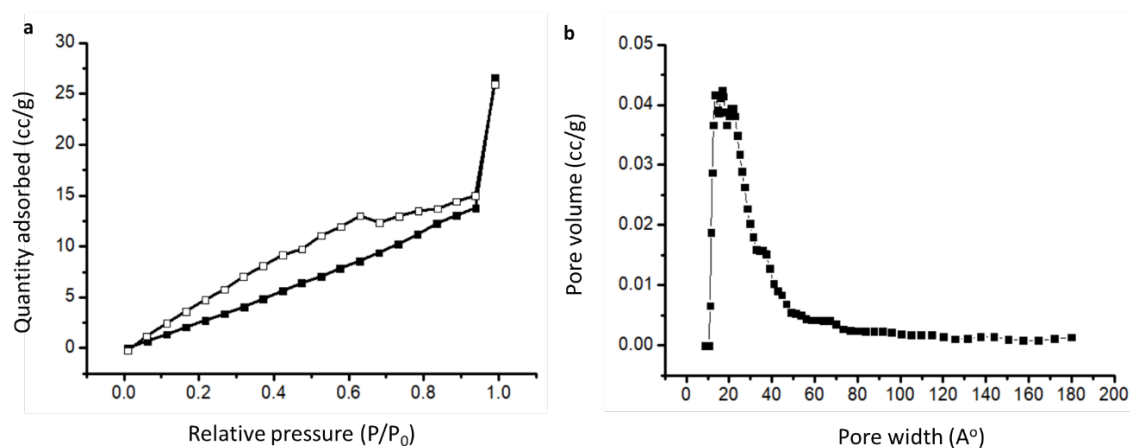 a
30
25
20
15
10
5
0
Quantity adsorbed (cc/g)
0.0 0.2 0.4 0.6 0.8 1.0
Relative pressure (P/P₀)
b
0.05
0.04
0.03
0.02
0.01
0.00
Pore volume (cc/g)
0 20 40 60 80 100 120 140 160 180 200
Pore width (Aº)